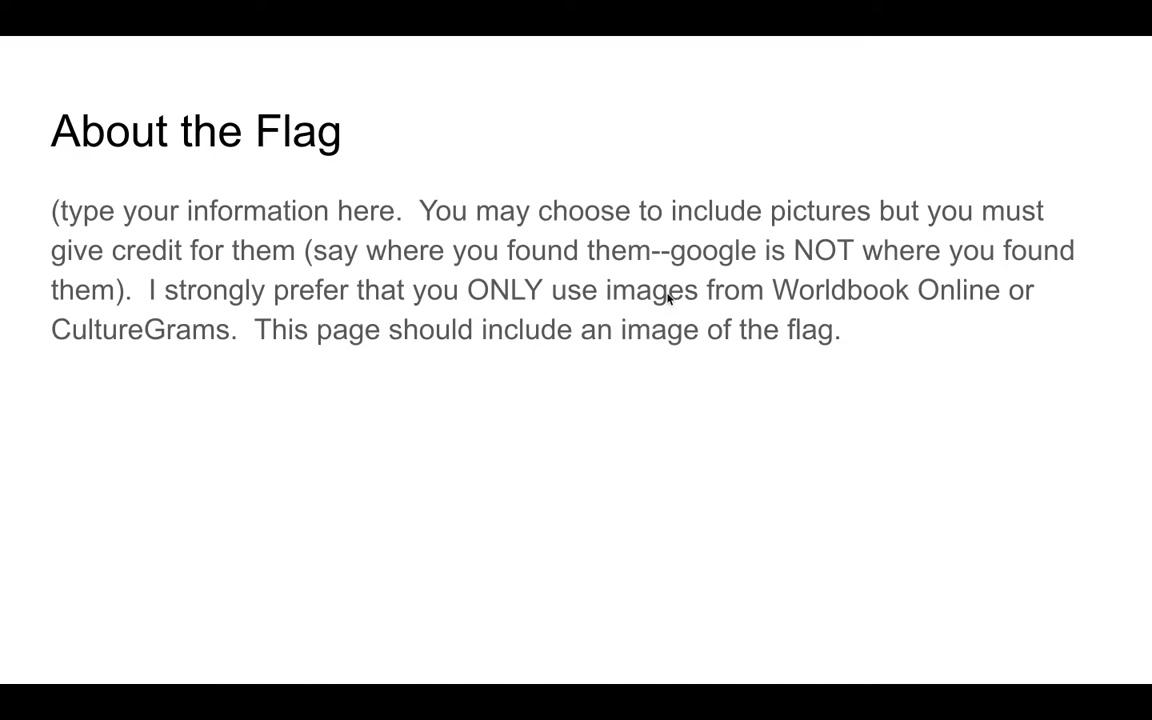 About the Flag
(type your information here.  You may choose to include pictures but you must
give credit for them (say where you found them--google is NOT where you found
them).  I strongly prefer that you ONLY use images from Worldbook Online or
CultureGrams.  This page should include an image of the flag.